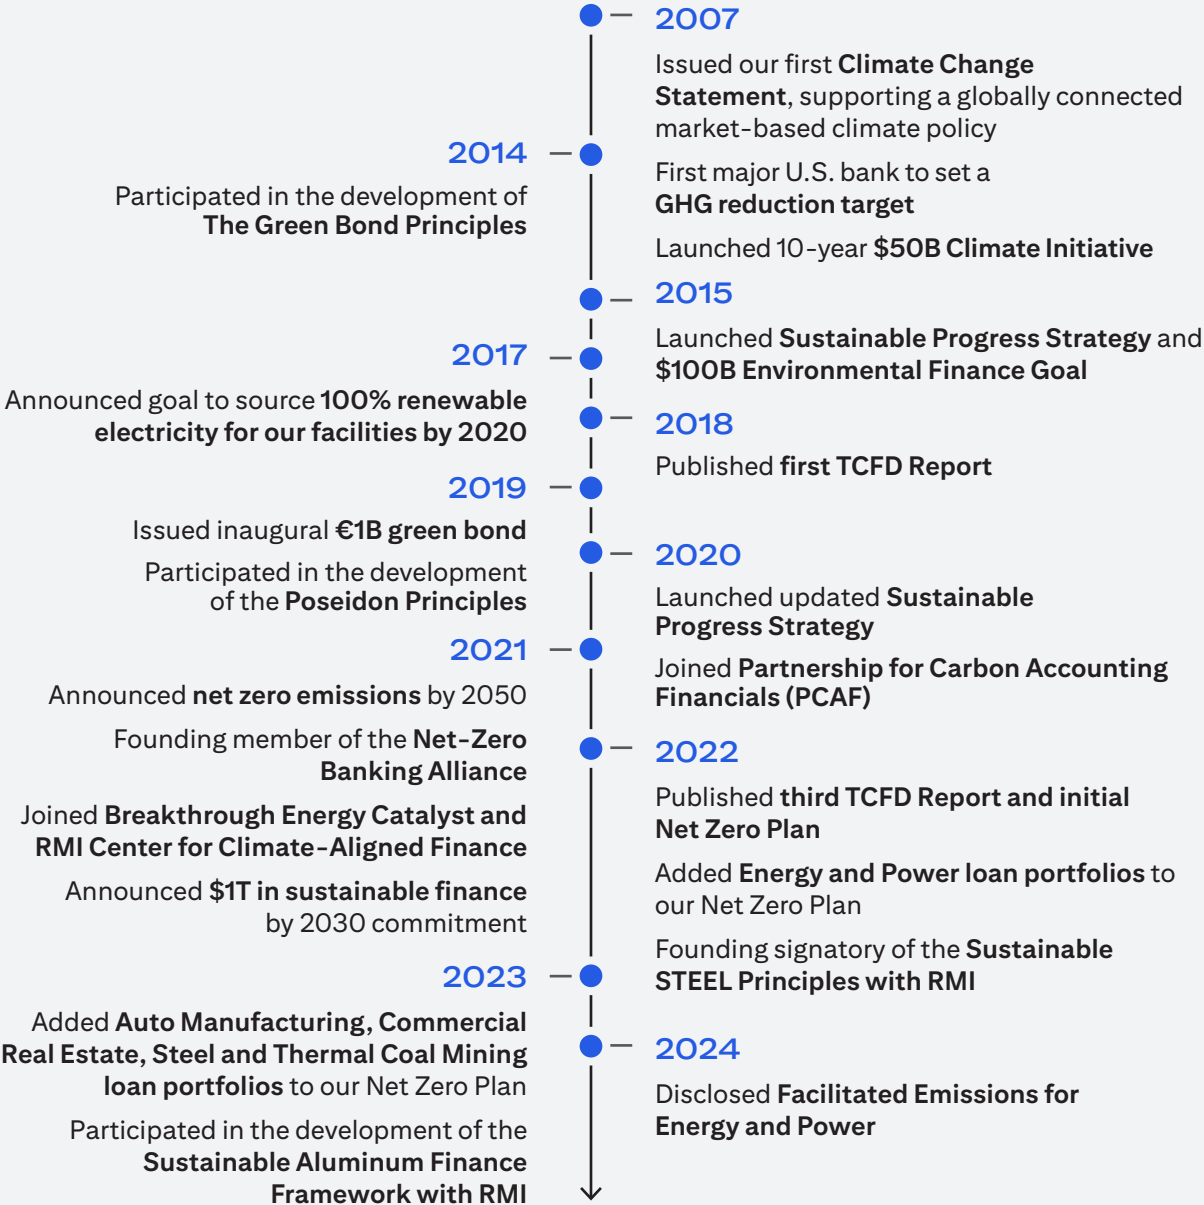 2007
Issued our first Climate Change
Statement, supporting a globally connected
market-based climate policy
First major U.S. bank to set a
GHG reduction target
Launched 10-year $50B Climate Initiative
2014
Participated in the development of
The Green Bond Principles
2015
Launched Sustainable Progress Strategy and
$100B Environmental Finance Goal
2017
Announced goal to source 100% renewable
electricity for our facilities by 2020
2018
Published first TCFD Report
2019
Issued inaugural €1B green bond
Participated in the development
of the Poseidon Principles
2020
Launched updated Sustainable
Progress Strategy
Joined Partnership for Carbon Accounting
Financials (PCAF)
2021
Announced net zero emissions by 2050
Founding member of the Net-Zero
Banking Alliance
Joined Breakthrough Energy Catalyst and
RMI Center for Climate-Aligned Finance
Announced $1T in sustainable finance
by 2030 commitment
2022
Published third TCFD Report and initial
Net Zero Plan
Added Energy and Power loan portfolios to
our Net Zero Plan
Founding signatory of the Sustainable
STEEL Principles with RMI
2023
Added Auto Manufacturing, Commercial
Real Estate, Steel and Thermal Coal Mining
loan portfolios to our Net Zero Plan
Participated in the development of the
Sustainable Aluminum Finance
Framework with RMI
2024
Disclosed Facilitated Emissions for
Energy and Power